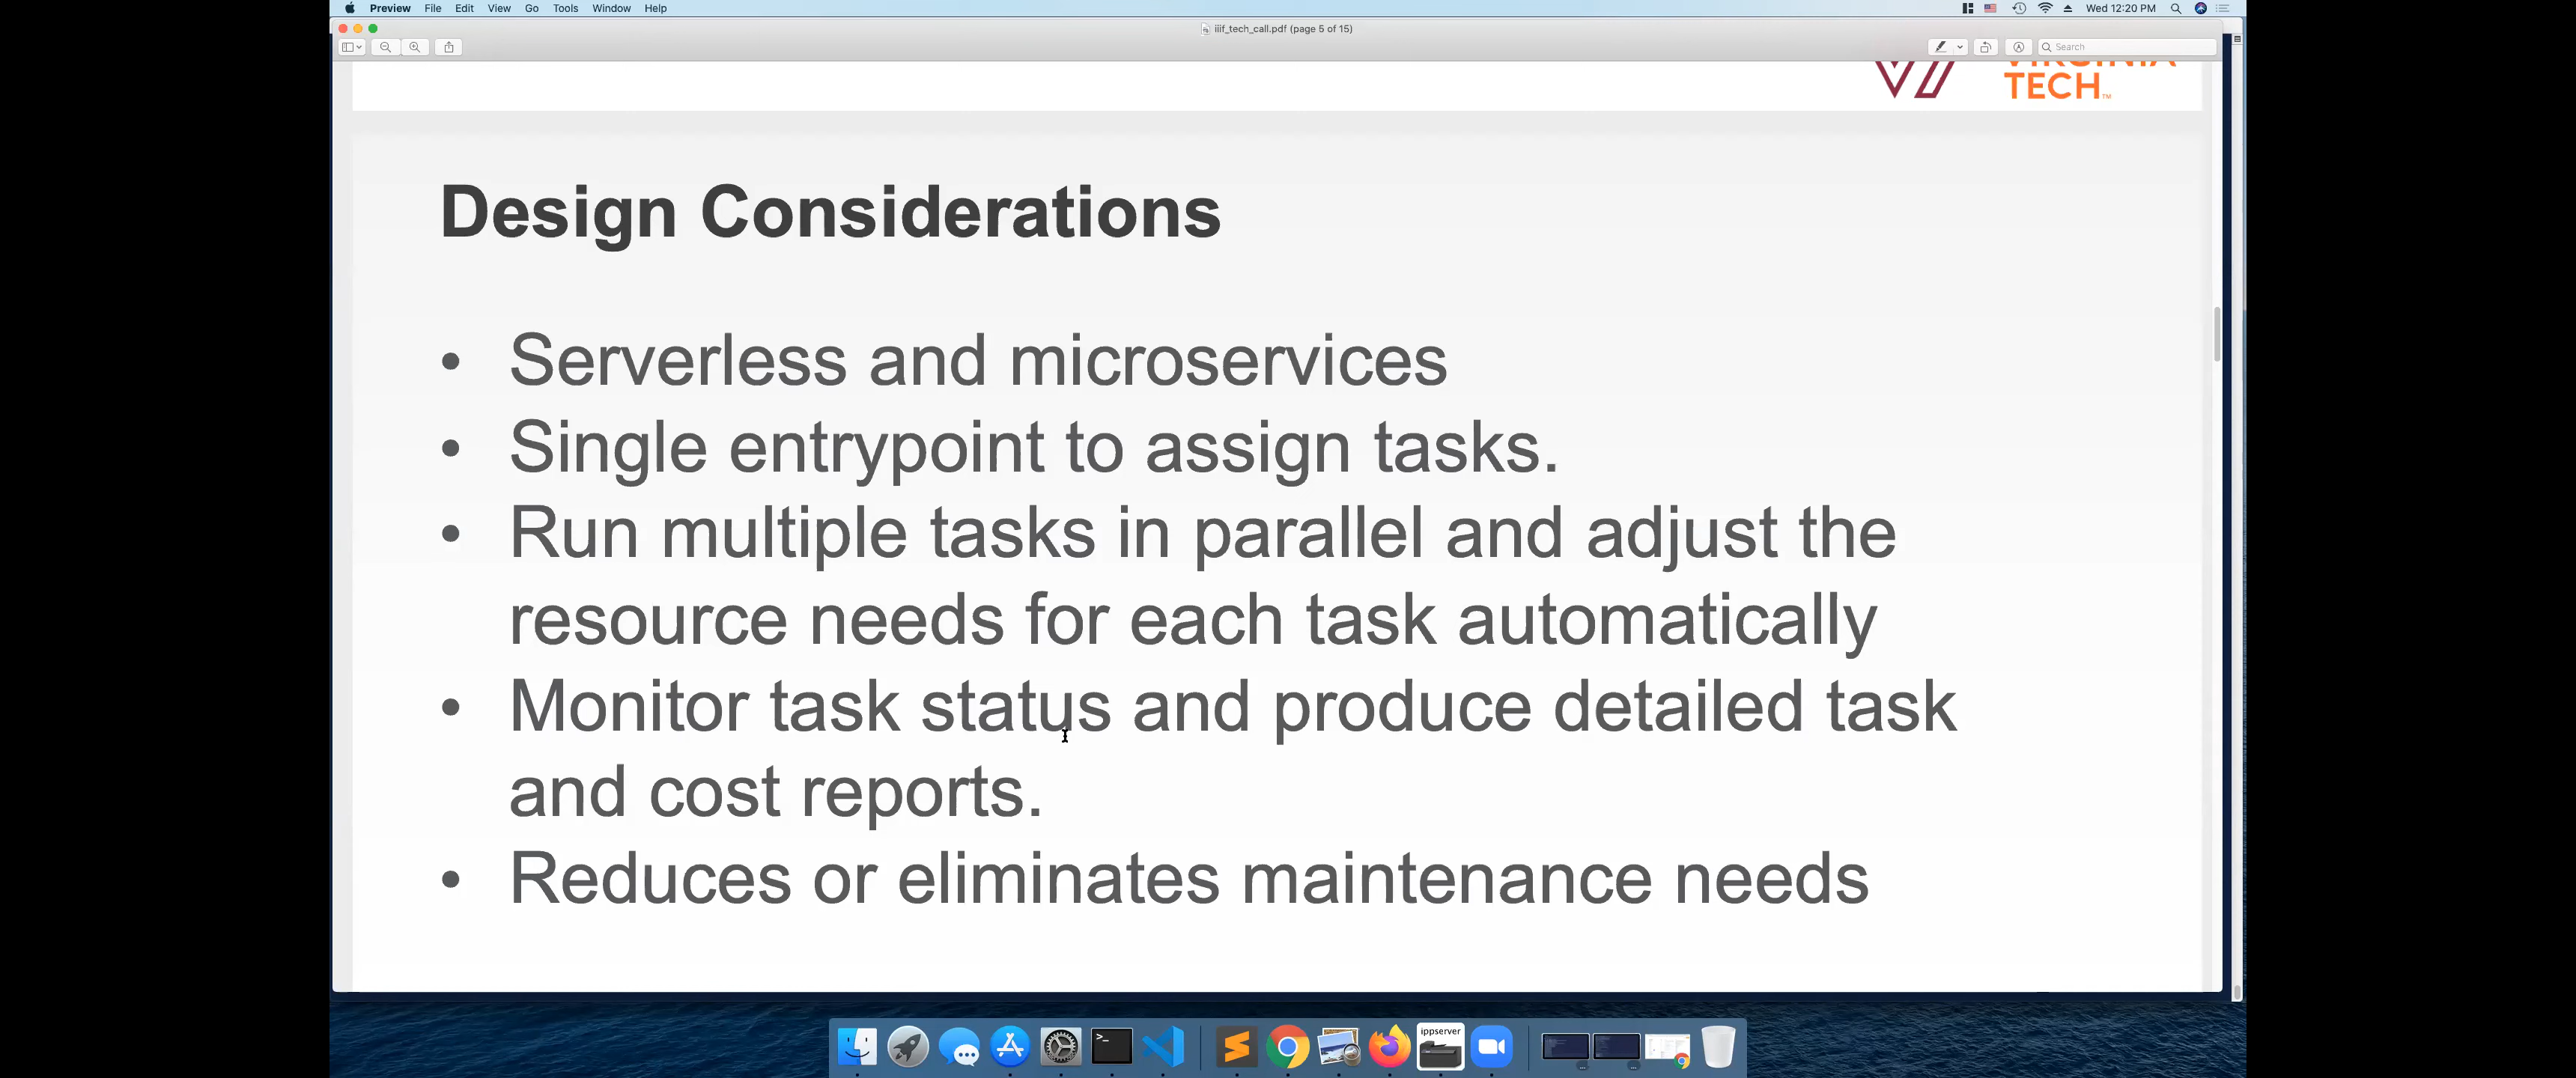 Preview File Edit View Go Tools Window Help
Wed 12:20 PM
iiif_tech_call.pdf (page 5 of 15)
Search
VIRGINIA
TECH™
Design Considerations
• Serverless and microservices
• Single entrypoint to assign tasks.
• Run multiple tasks in parallel and adjust the
resource needs for each task automatically
• Monitor task status and produce detailed task
and cost reports.
• Reduces or eliminates maintenance needs
ippserver